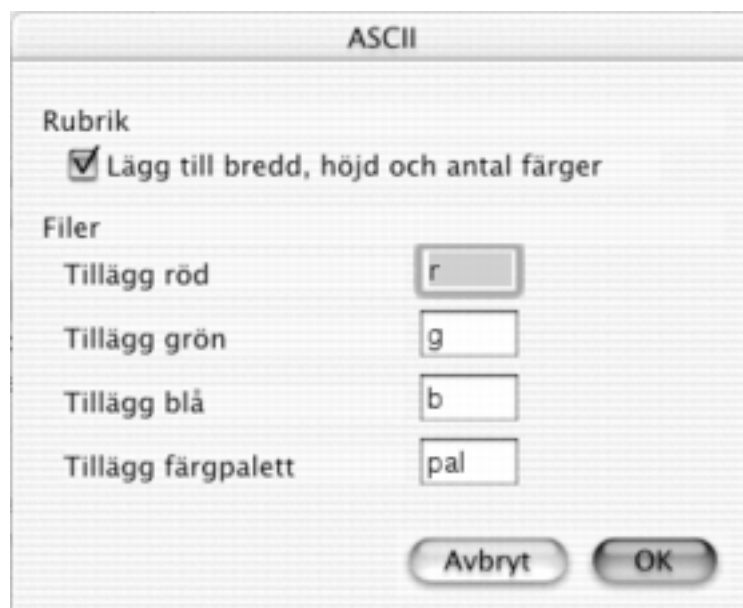 ASCII
Rubrik
Lägg till bredd, höjd och antal färger
Filer
Tillägg röd r
Tillägg grön g
Tillägg blå b
Tillägg färgpalett pal
Avbryt OK